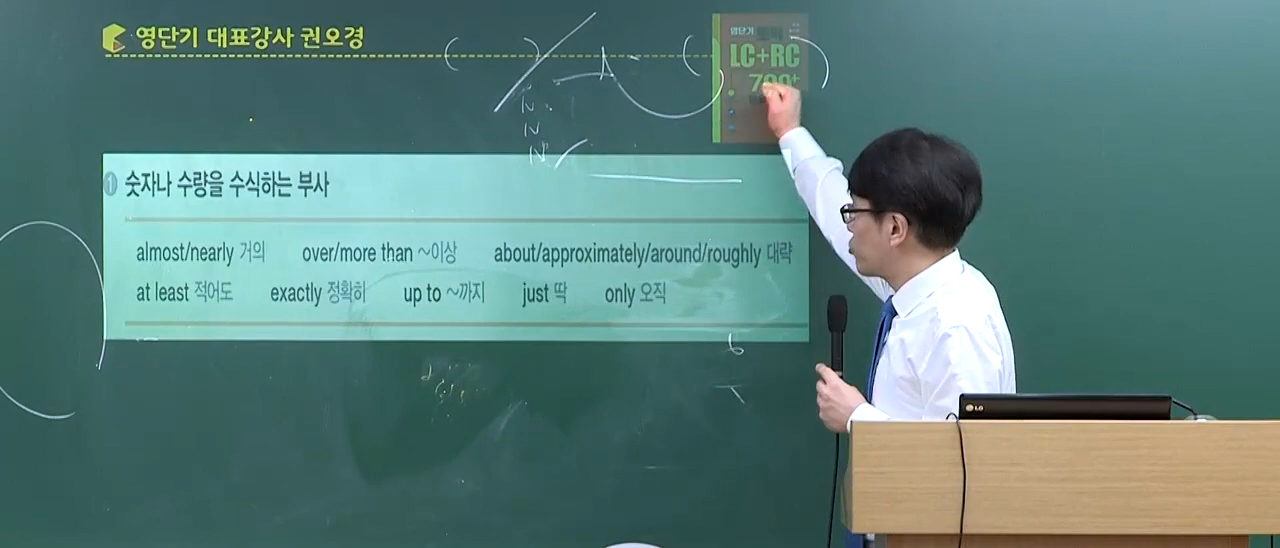 영단기 대표강사 권오경
영단기
LC+RC
700+
N
N
N
1 숫자나 수량을 수식하는 부사
almost/nearly 거의 over/more than ~이상 about/approximately/around/roughly 대략
at least 적어도 exactly 정확히 up to ~까지 just 딱 only 오직
LG